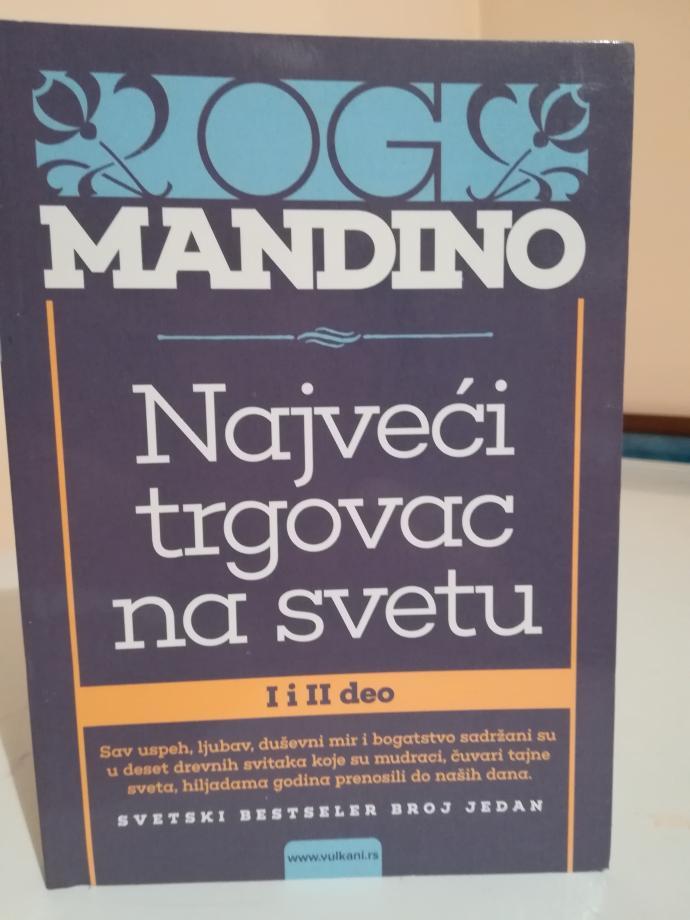 OG
MANDINO
Najveći
trgovac
na svetu
I i II deo
Sav uspeh, ljubav, duševni mir i bogatstvo sadržani su
u deset drevnih svitaka koje su mudraci, čuvari tajne
sveta, hiljadama godina prenosili do naših dana.
SVETSKI BESTSELER BROJ JEDAN
www.vulkani.rs